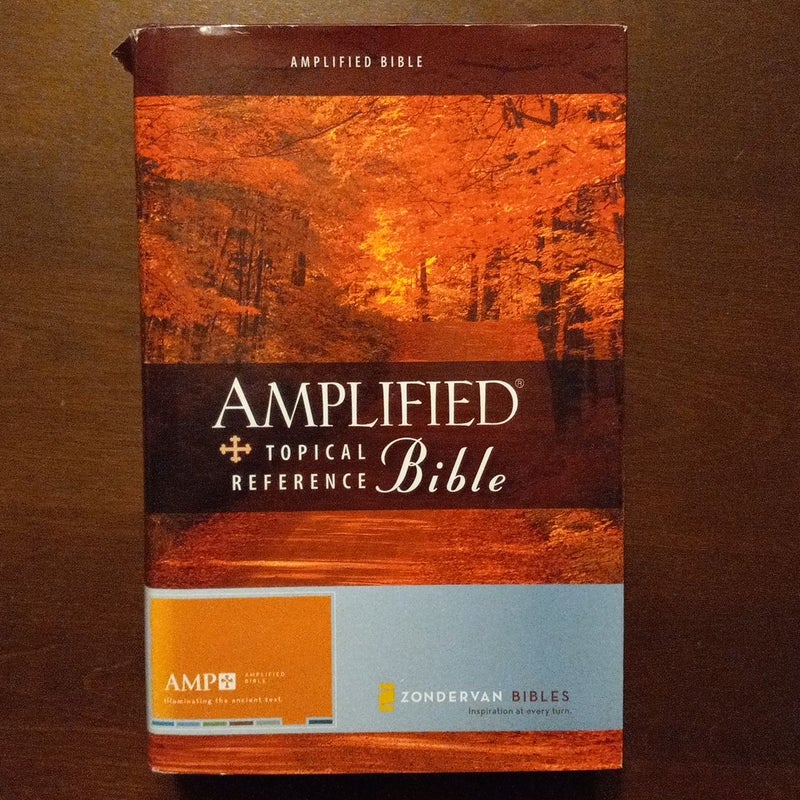 AMPLIFIED BIBLE
AMPLIFIED®
TOPICAL
REFERENCE Bible
AMP AMPLIFIED
BIBLE
Illuminating the ancient text.
ZONDERVAN BIBLES
Inspiration at every turn.